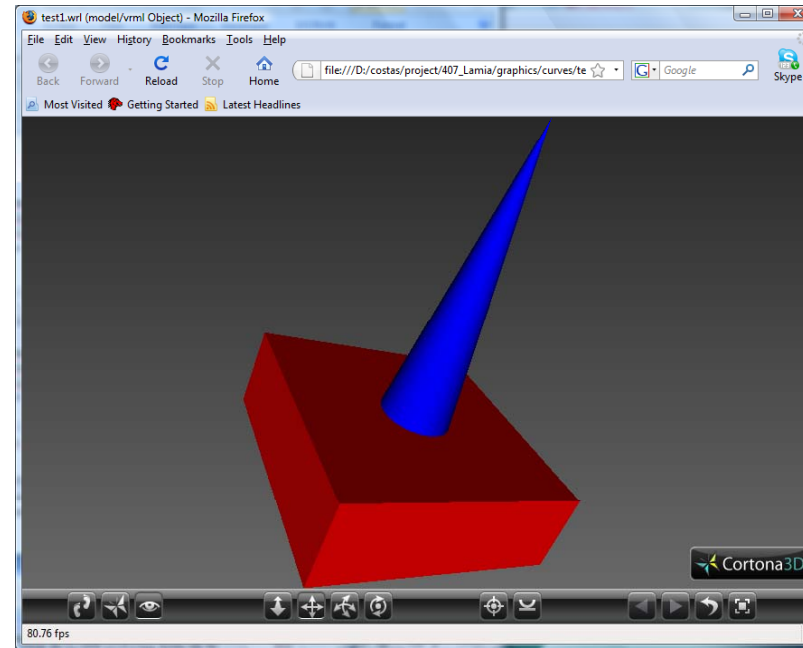 test1.wrl (model/vrml Object) - Mozilla Firefox
File Edit View History Bookmarks Tools Help
Back Forward Reload Stop Home file:///D:/costas/project/407_Lamia/graphics/curves/te G Google Skype
Most Visited Getting Started Latest Headlines
Cortona3D
80.76 fps